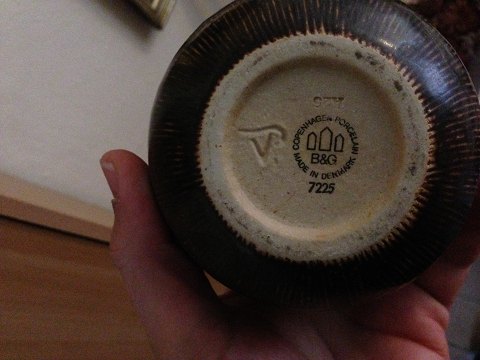 COPENHAGEN PORCELAIN
B&G
MADE IN DENMARK
7225